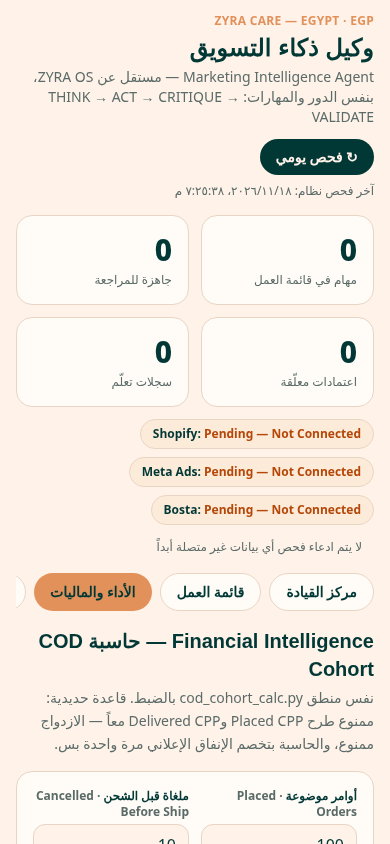 ZYRA CARE — EGYPT · EGP
وكيل ذكاء التسويق
Marketing Intelligence Agent — مستقل عن ZYRA OS،
بنفس الدور والمهارات: THINK → ACT → CRITIQUE →
VALIDATE
↻ فحص يومي
آخر فحص نظام: ١٨‏/١١‏/٢٠٢٦، ٧:٢٥:٣٨ م
0
مهام في قائمة العمل
0
جاهزة للمراجعة
0
اعتمادات معلّقة
0
سجلات تعلّم
Shopify: Pending — Not Connected
Meta Ads: Pending — Not Connected
Bosta: Pending — Not Connected
لا يتم ادعاء فحص أي بيانات غير متصلة أبداً
مركز القيادة
قائمة العمل
الأداء والماليات
Financial Intelligence — حاسبة COD
Cohort
نفس منطق cod_cohort_calc.py بالضبط. قاعدة حديدية:
ممنوع طرح Placed CPP وDelivered CPP معاً — الازدواج
ممنوع، والحاسبة بتخصم الإنفاق الإعلاني مرة واحدة بس.
أوامر موضوعة · Placed
Orders
ملغاة قبل الشحن · Cancelled
Before Ship
100
10